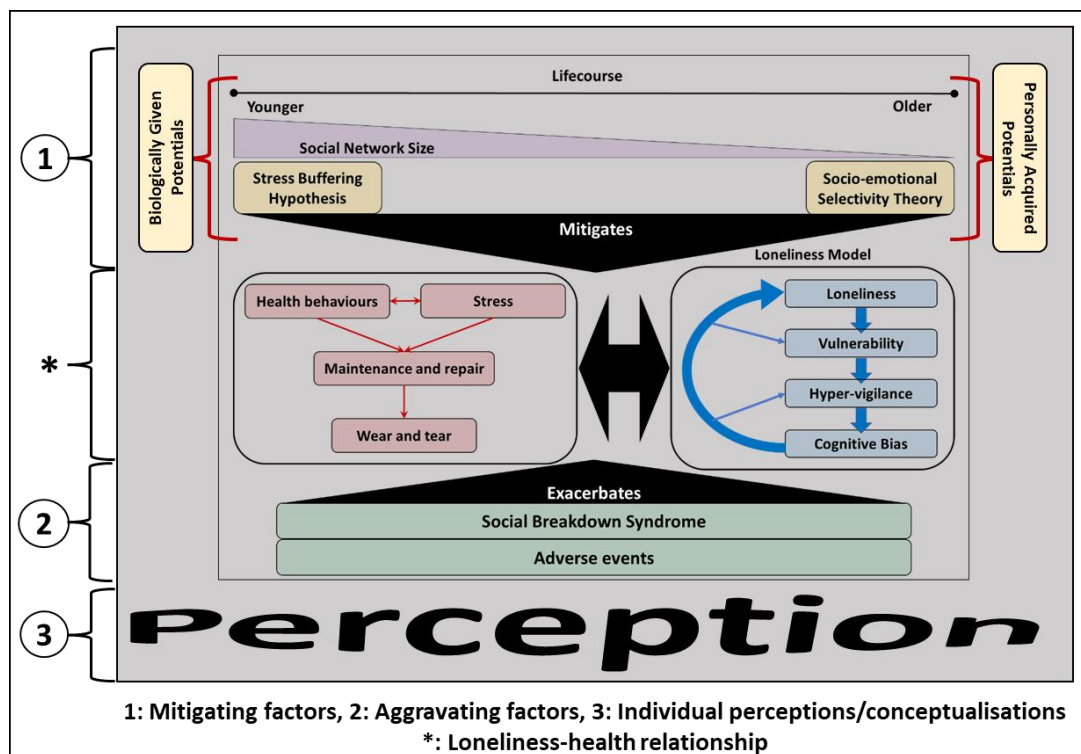 Lifecourse
Younger
Older
Social Network Size
Biologically Given
Potentials
Personally Acquired
Potentials
1
Stress Buffering
Hypothesis
Socio-emotional
Selectivity Theory
Mitigates
Loneliness Model
Health behaviours
Stress
Maintenance and repair
Wear and tear
Loneliness
Vulnerability
Hyper-vigilance
Cognitive Bias
*
Exacerbates
Social Breakdown Syndrome
Adverse events
2
Perception
3
1: Mitigating factors, 2: Aggravating factors, 3: Individual perceptions/conceptualisations
*: Loneliness-health relationship